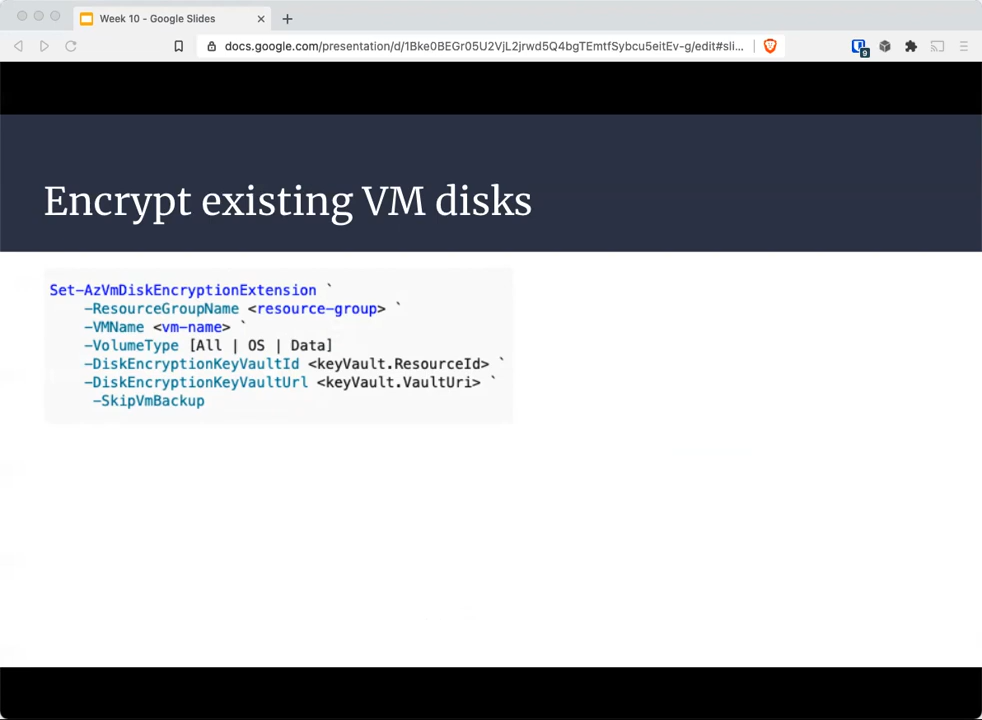 Week 10 - Google Slides
docs.google.com/presentation/d/1Bke0BEGr05U2VjL2jrwd5Q4bgTEmtfSybcu5eitEv-g/edit#sli...
9
Encrypt existing VM disks
Set-AzVmDiskEncryptionExtension `
-ResourceGroupName <resource-group> `
-VMName <vm-name> `
-VolumeType [All | OS | Data]
-DiskEncryptionKeyVaultId <keyVault.ResourceId> `
-DiskEncryptionKeyVaultUrl <keyVault.VaultUri> `
-SkipVmBackup